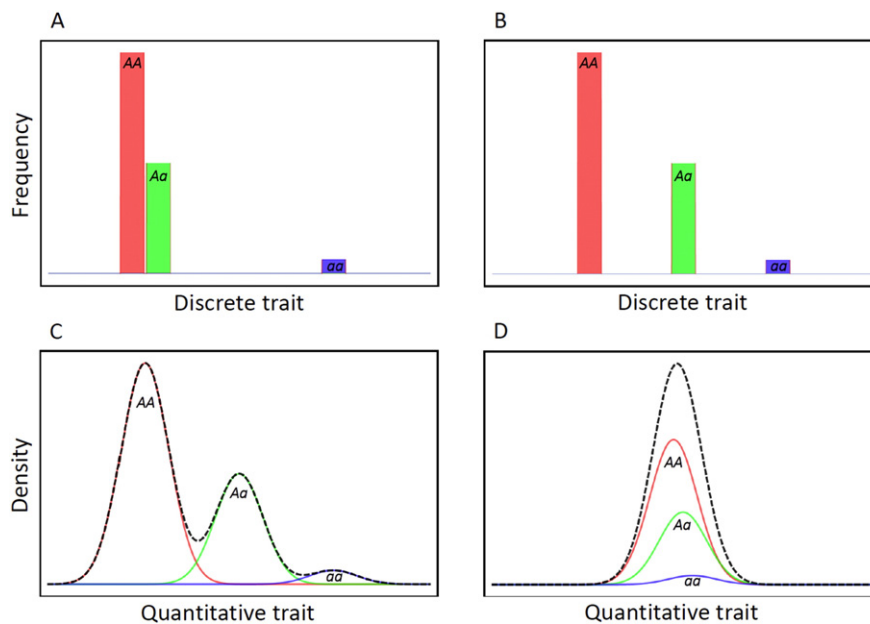 A
B
Frequency
AA
Aa
aa
AA
Aa
aa
Discrete trait
Discrete trait
C
D
Density
AA
Aa
aa
AA
Aa
aa
Quantitative trait
Quantitative trait